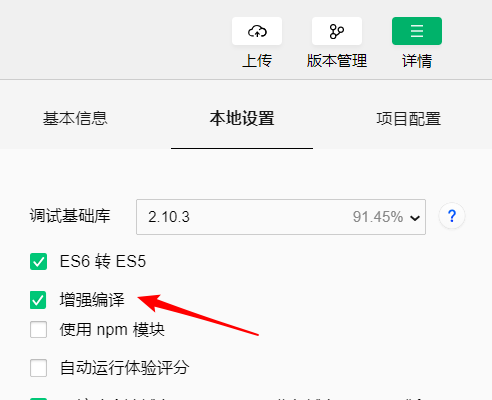 上传 版本管理 详情
基本信息 本地设置 项目配置
调试基础库 2.10.3 91.45% ?
ES6 转 ES5
增强编译
使用 npm 模块
自动运行体验评分